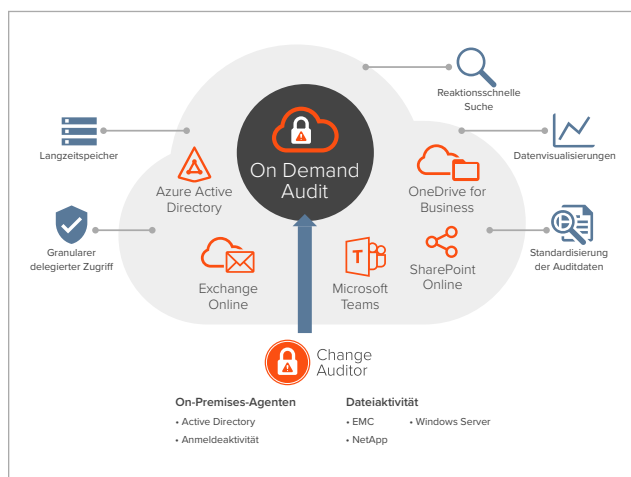 Reaktionsschnelle
Suche
Langzeitspeicher
On Demand
Audit
Datenvisualisierungen
Azure Active
Directory
OneDrive for
Business
Granularer
delegierter Zugriff
Exchange
Online
T
Microsoft
Teams
SharePoint
Online
Standardisierung
der Auditdaten
Change
Auditor
On-Premises-Agenten
• Active Directory
• Anmeldeaktivität
Dateiaktivität
• EMC
• NetApp
• Windows Server